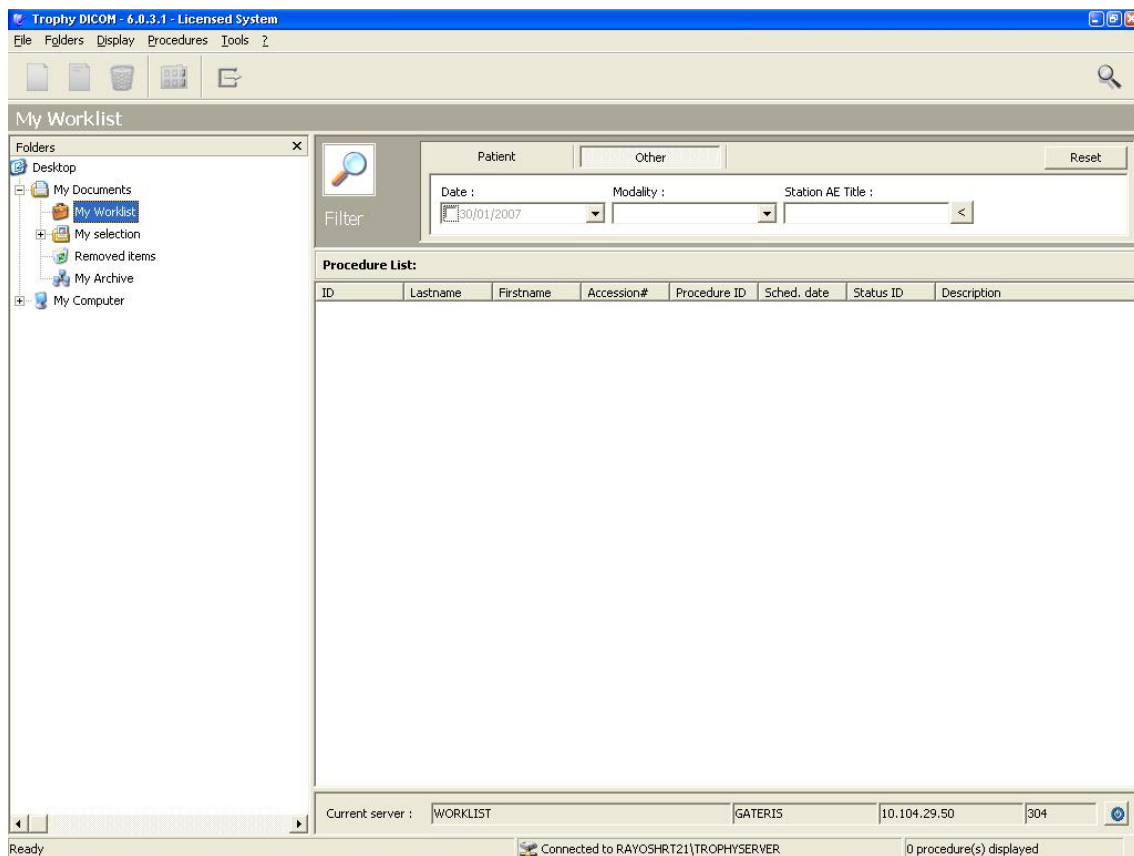 Trophy DICOM - 6.0.3.1 - Licensed System
File Folders Display Procedures Tools ?
My Worklist
Folders x
Desktop
My Documents
My Worklist
My selection
Removed items
My Archive
My Computer
Filter
Patient Other Reset
Date : Modality : Station AE Title :
30/01/2007 <
Procedure List:
ID Lastname Firstname Accession# Procedure ID Sched. date Status ID Description
Current server : WORKLIST GATERIS 10.104.29.50 304
Ready Connected to RAYOSHRT21\TROPHYSERVER 0 procedure(s) displayed